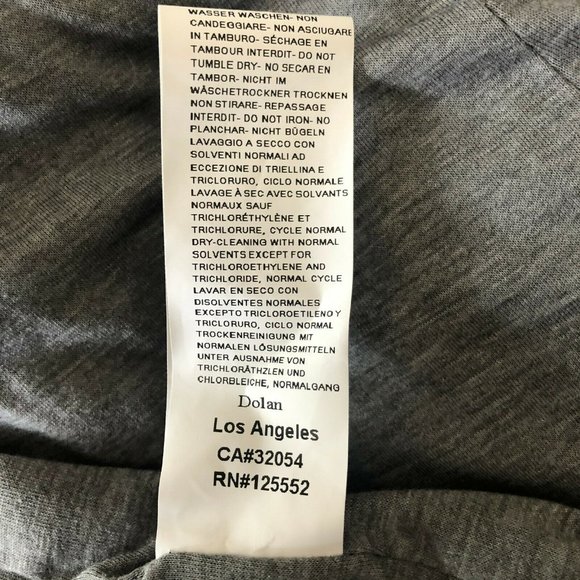 WASSER WASCHEN- NON
CANDEGGIARE- NON ASCIUGARE
IN TAMBURO- SÉCHAGE EN
TAMBOUR INTERDIT- DO NOT
TUMBLE DRY- NO SECAR EN
TAMBOR- NICHT IM
WÄSCHETROCKNER TROCKNEN
NON STIRARE- REPASSAGE
INTERDIT- DO NOT IRON- NO
PLANCHAR- NICHT BÜGELN
LAVAGGIO A SECCO CON
SOLVENTI NORMALI AD
ECCEZIONE DI TRIELLINA E
TRICLORURO, CICLO NORMALE
LAVAGE À SEC AVEC SOLVANTS
NORMAUX SAUF
TRICHLORÉTHYLÈNE ET
TRICHLORURE, CYCLE NORMAL
DRY-CLEANING WITH NORMAL
SOLVENTS EXCEPT FOR
TRICHLOROETHYLENE AND
TRICHLORIDE, NORMAL CYCLE
LAVAR EN SECO CON
DISOLVENTES NORMALES
EXCEPTO TRICLOROETILENO Y
TRICLORURO, CICLO NORMAL
TROCKENREINIGUNG MIT
NORMALEN LÖSUNGSMITTELN
UNTER AUSNAHME VON
TRICHLORÄTHZLEN UND
CHLORBLEICHE, NORMALGANG
Dolan
Los Angeles
CA#32054
RN#125552